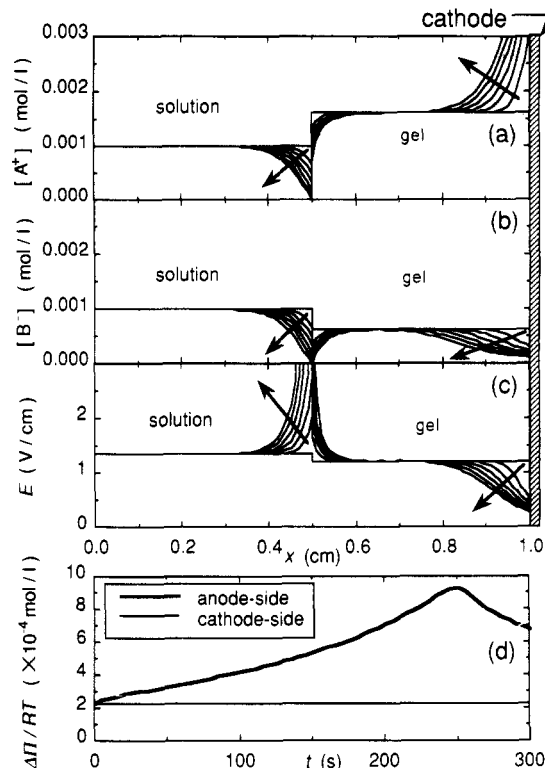 cathode
0.003
0.002
0.001
0.000
[A⁺] (mol/l)
solution
gel
(a)
0.002
0.001
0.000
[B⁻] (mol/l)
solution
gel
(b)
2
1
0
E (V/cm)
solution
gel
(c)
0.0 0.2 0.4 0.6 0.8 1.0
x (cm)
10
8
6
4
2
0
ΔΠ/RT (×10⁻⁴ mol/l)
anode-side
cathode-side
(d)
0 100 200 300
t (s)